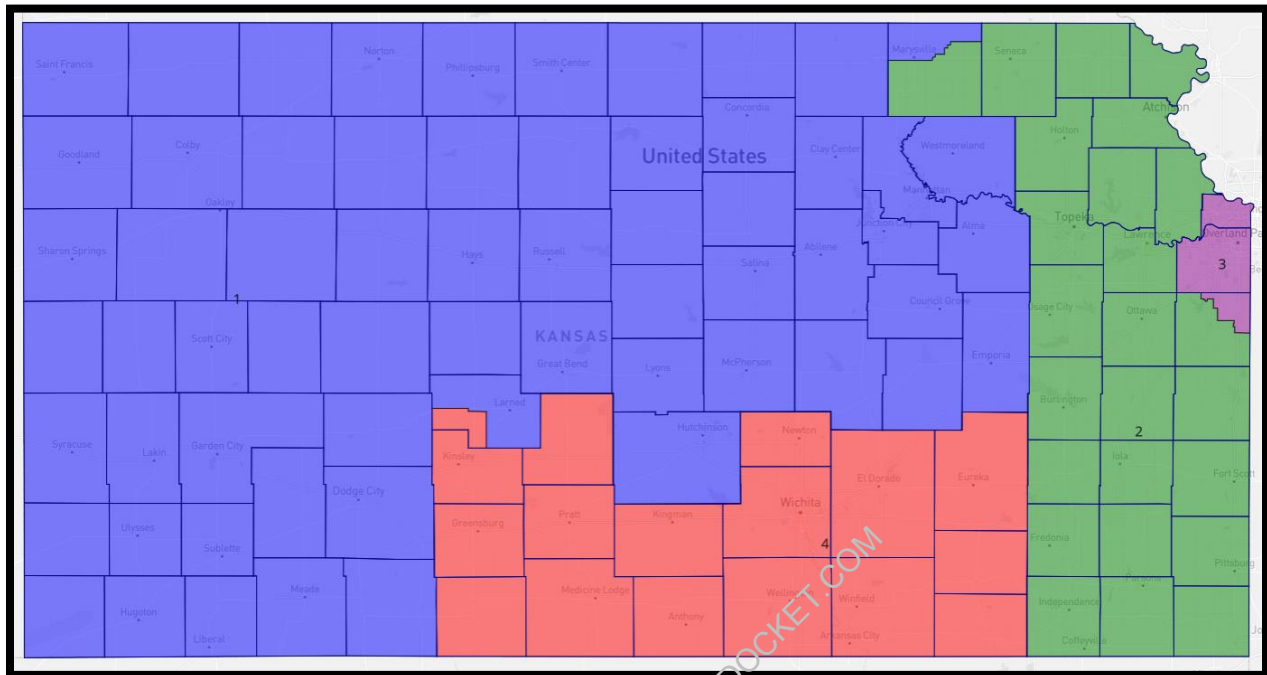 Marysville
Seneca
Saint Francis
Norton
Phillipsburg
Smith Center
Concordia
Atchison
Holton
Goodland
Colby
United States
Clay Center
Westmoreland
Manhattan
Oakley
Topeka
Junction City
Alma
Lawrence
Overland Pa
Sharon Springs
Hays
Russell
Salina
Abilene
3
1
Council Grove
Osage City
Ottawa
Scott City
KANSAS
Great Bend
Lyons
McPherson
Emporia
Larned
Burlington
Syracuse
Lakin
Garden City
Hutchinson
Newton
2
Kinsley
Iola
Dodge City
El Dorado
Eureka
Fort Scott
Ulysses
Greensburg
Pratt
Kingman
Wichita
Sublette
4
Fredonia
Pittsburg
Parsons
Hugoton
Meade
Medicine Lodge
Anthony
Wellington
Winfield
Independence
Liberal
Arkansas City
Coffeyville
Jo
DOCKET.COM